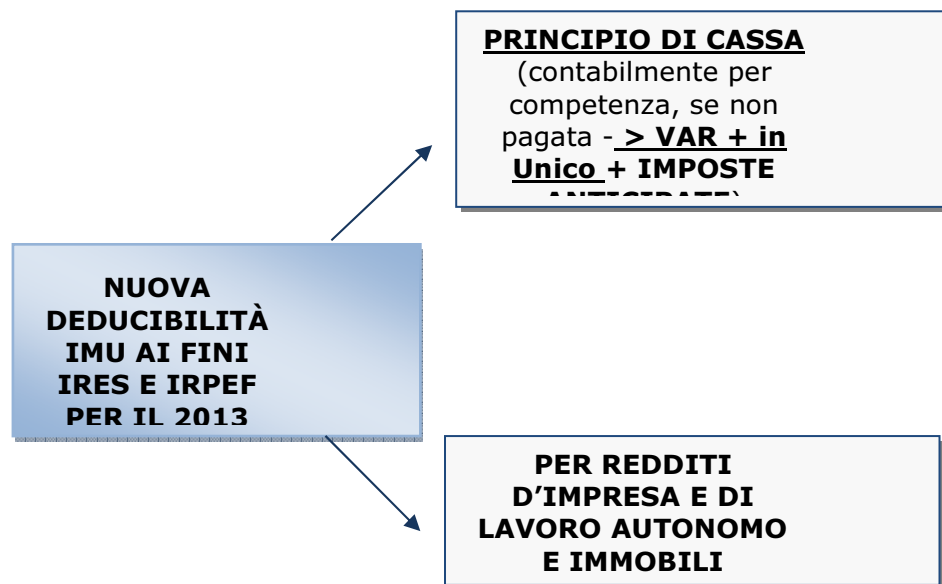 PRINCIPIO DI CASSA
(contabilmente per
competenza, se non
pagata - > VAR + in
Unico + IMPOSTE
ANTICIPATE)
NUOVA
DEDUCIBILITÀ
IMU AI FINI
IRES E IRPEF
PER IL 2013
PER REDDITI
D’IMPRESA E DI
LAVORO AUTONOMO
E IMMOBILI